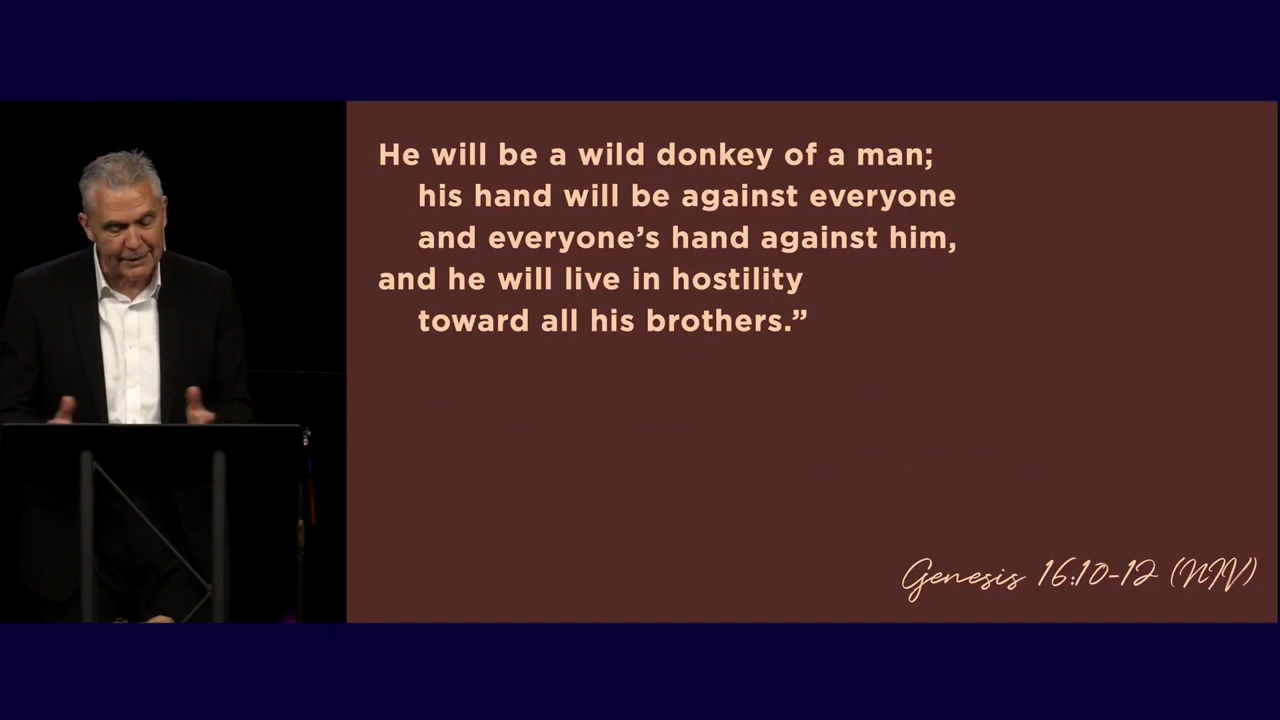 He will be a wild donkey of a man;
his hand will be against everyone
and everyone’s hand against him,
and he will live in hostility
toward all his brothers.”
Genesis 16:10-12 (NIV)